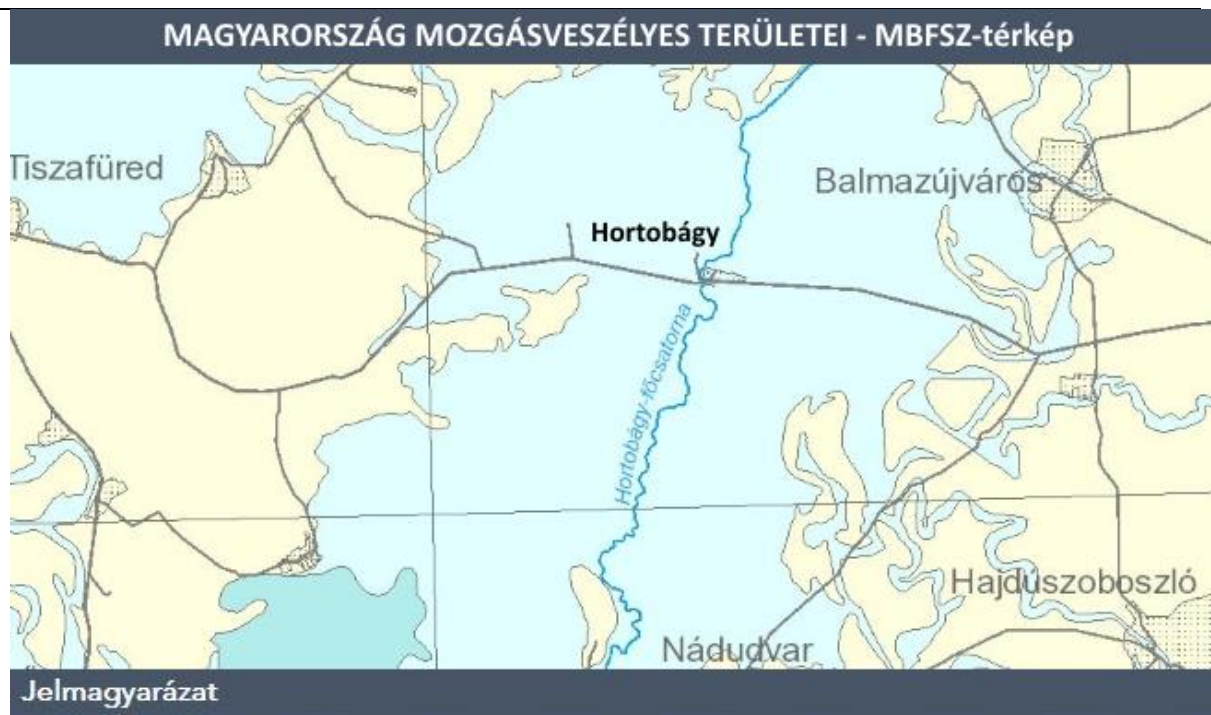 MAGYARORSZÁG MOZGÁSVESZÉLYES TERÜLETEI - MBFSZ-térkép
Tiszafüred
Balmazújváros
Hortobágy
Hortobágy-főcsatorna
Hajdúszoboszló
Nádudvar
Jelmagyarázat